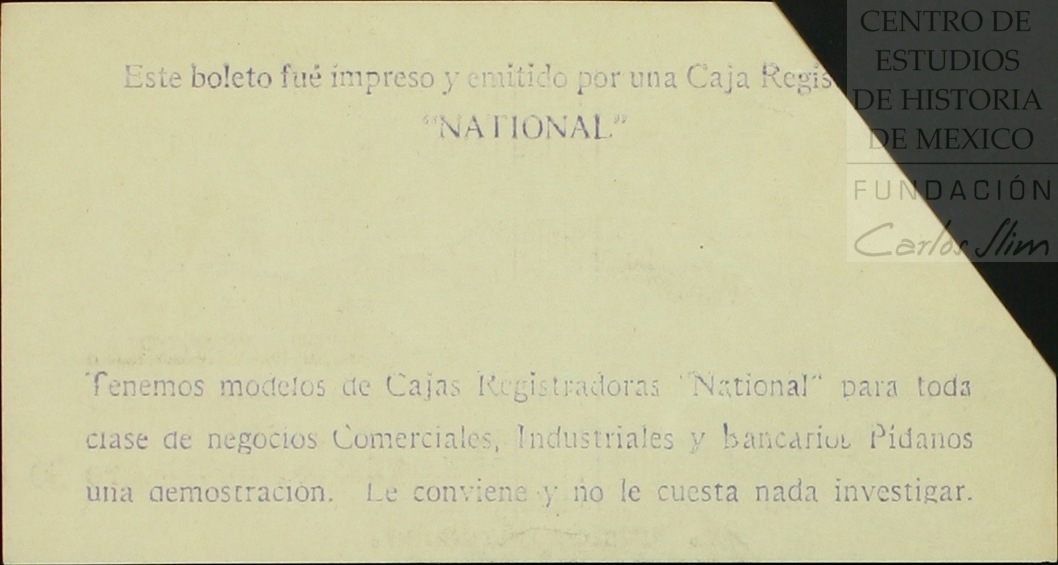 Este boleto fué impreso y emitido por una Caja Regis
"NATIONAL"
Tenemos modelos de Cajas Registradoras "National" para toda
clase de negocios Comerciales, Industriales y bancarios Pídanos
una demostración. Le conviene y no le cuesta nada investigar.
CENTRO DE
ESTUDIOS
DE HISTORIA
DE MEXICO
FUNDACIÓN
Carlos Slim